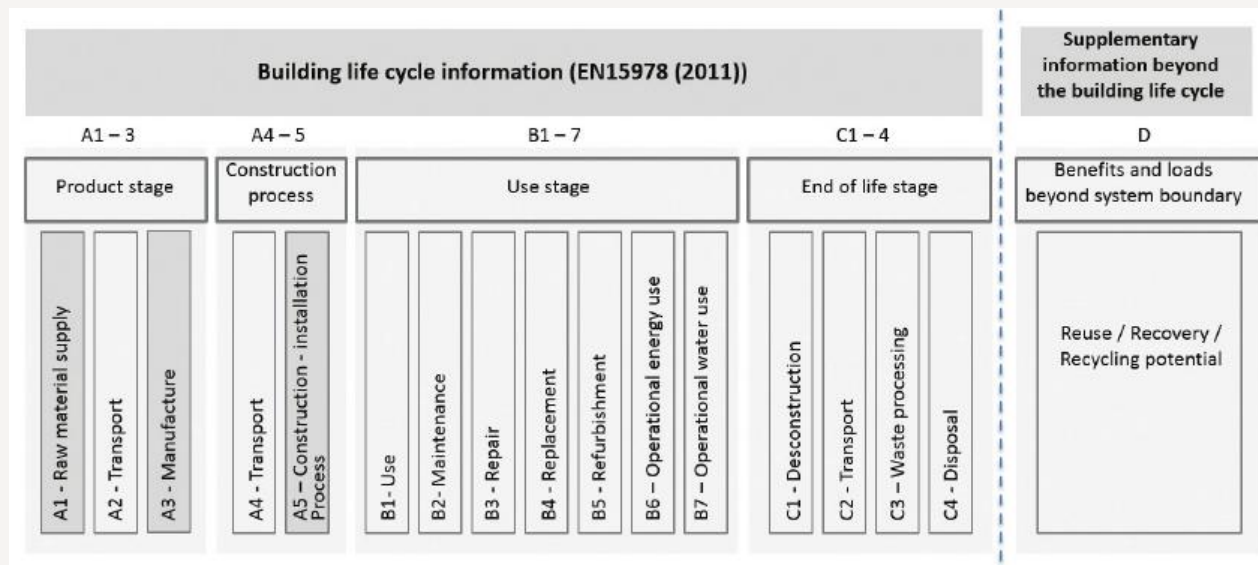 Building life cycle information (EN15978 (2011))
Supplementary
information beyond
the building life cycle
A1 – 3
A4 – 5
B1 – 7
C1 – 4
D
Product stage
Construction
process
Use stage
End of life stage
Benefits and loads
beyond system boundary
A1 - Raw material supply
A2 - Transport
A3 - Manufacture
A4 - Transport
A5 – Construction - installation
Process
B1- Use
B2- Maintenance
B3 - Repair
B4 - Replacement
B5 - Refurbishment
B6 – Operational energy use
B7 – Operational water use
C1 - Desconstruction
C2 - Transport
C3 – Waste processing
C4 - Disposal
Reuse / Recovery /
Recycling potential